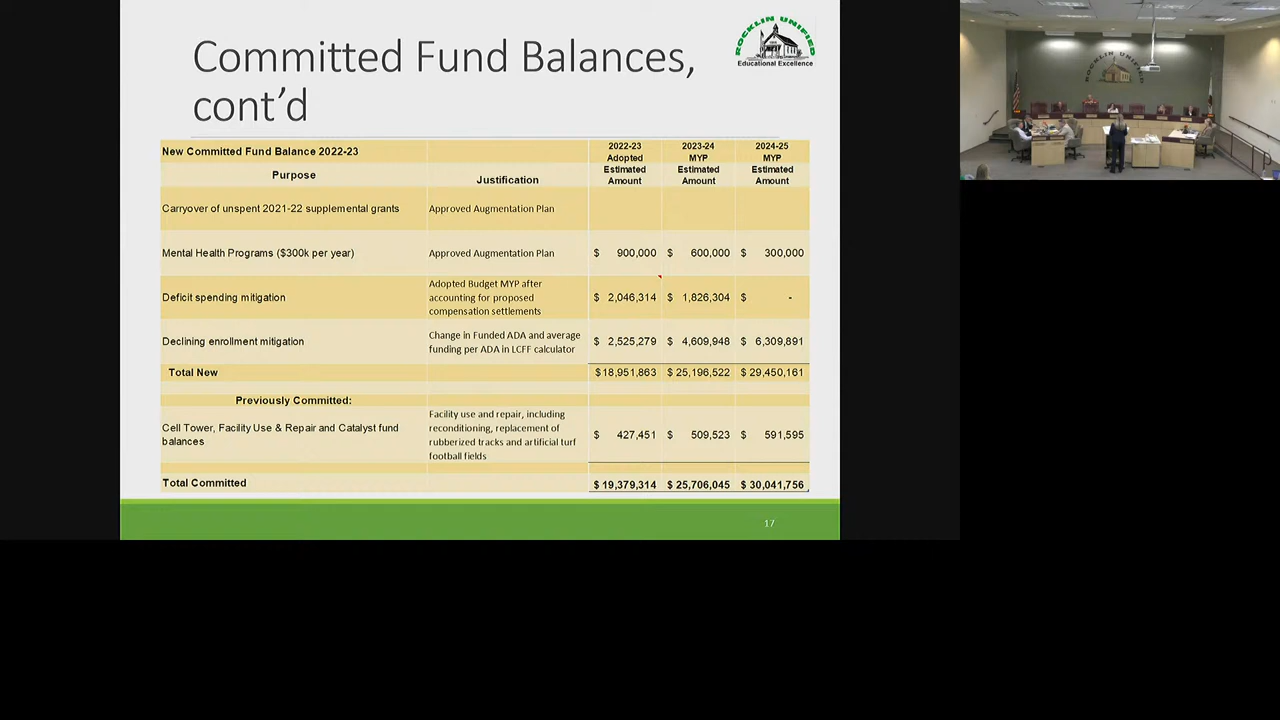 Committed Fund Balances,
cont’d
ROCKLIN UNIFIED
Educational Excellence
New Committed Fund Balance 2022-23
2022-23
Adopted
Estimated
Amount
2023-24
MYP
Estimated
Amount
2024-25
MYP
Estimated
Amount
Purpose
Justification
Carryover of unspent 2021-22 supplemental grants
Approved Augmentation Plan
Mental Health Programs ($300k per year)
Approved Augmentation Plan
$ 900,000
$ 600,000
$ 300,000
Deficit spending mitigation
Adopted Budget MYP after
accounting for proposed
compensation settlements
$ 2,046,314
$ 1,826,304
$ -
Declining enrollment mitigation
Change in Funded ADA and average
funding per ADA in LCFF calculator
$ 2,525,279
$ 4,609,948
$ 6,309,891
Total New
$18,951,863
$ 25,196,522
$ 29,450,161
Previously Committed:
Cell Tower, Facility Use & Repair and Catalyst fund
balances
Facility use and repair, including
reconditioning, replacement of
rubberized tracks and artificial turf
football fields
$ 427,451
$ 509,523
$ 591,595
Total Committed
$ 19,379,314
$ 25,706,045
$ 30,041,756
17
ROCKLIN UNIFIED